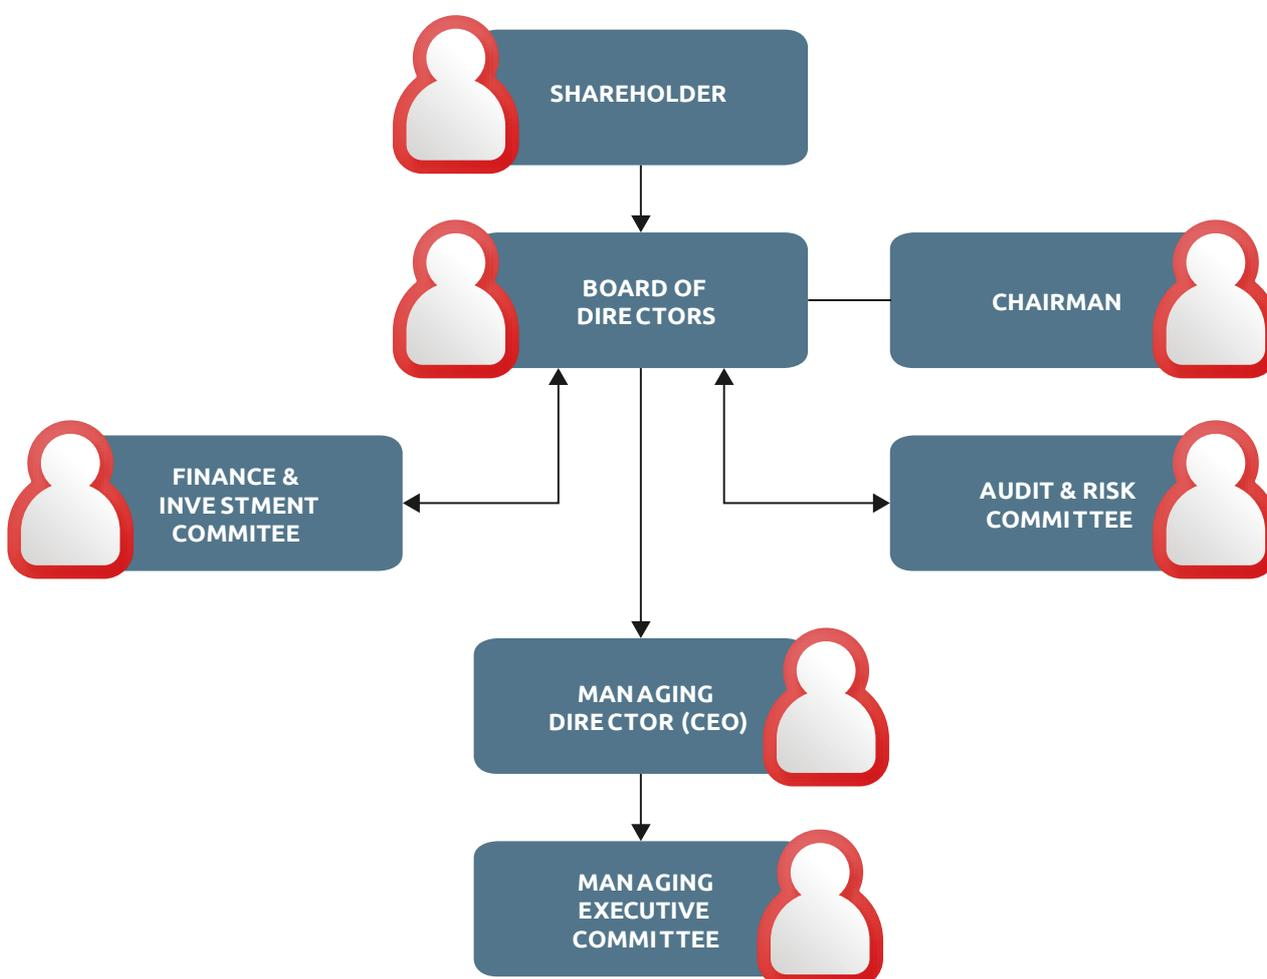 SHAREHOLDER
BOARD OF
DIRECTORS
CHAIRMAN
FINANCE &
INVESTMENT
COMMITEE
AUDIT & RISK
COMMITTEE
MANAGING
DIRECTOR (CEO)
MANAGING
EXECUTIVE
COMMITTEE